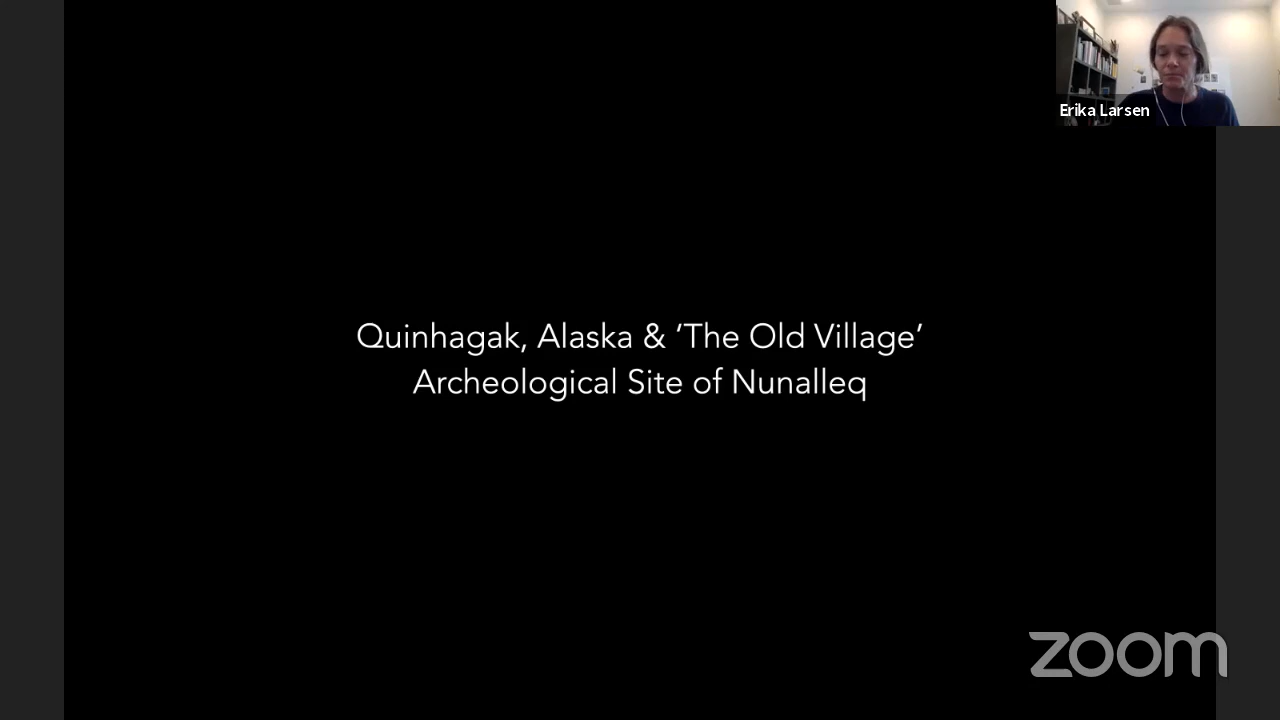 Erika Larsen
Quinhagak, Alaska & ‘The Old Village’
Archeological Site of Nunalleq
zoom